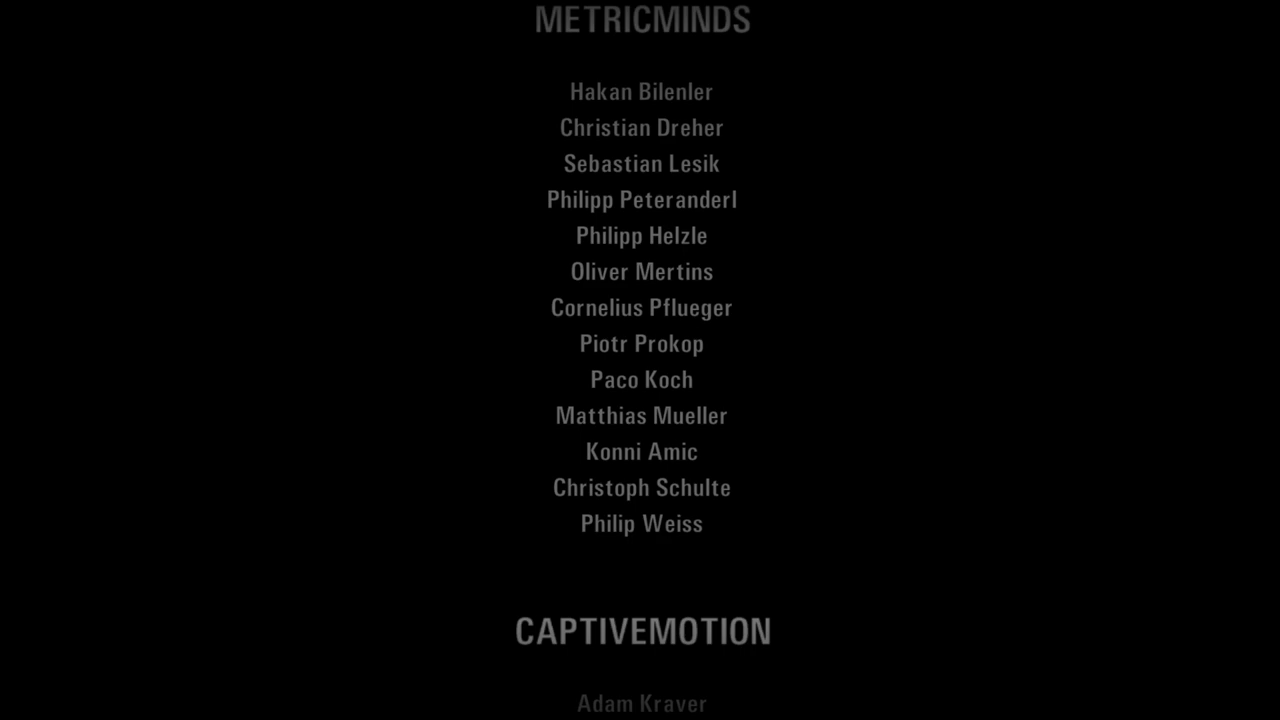 METRICMINDS
Hakan Bilenler
Christian Dreher
Sebastian Lesik
Philipp Peteranderl
Philipp Helzle
Oliver Mertins
Cornelius Pflueger
Piotr Prokop
Paco Koch
Matthias Mueller
Konni Amic
Christoph Schulte
Philip Weiss
CAPTIVEMOTION
Adam Kraver